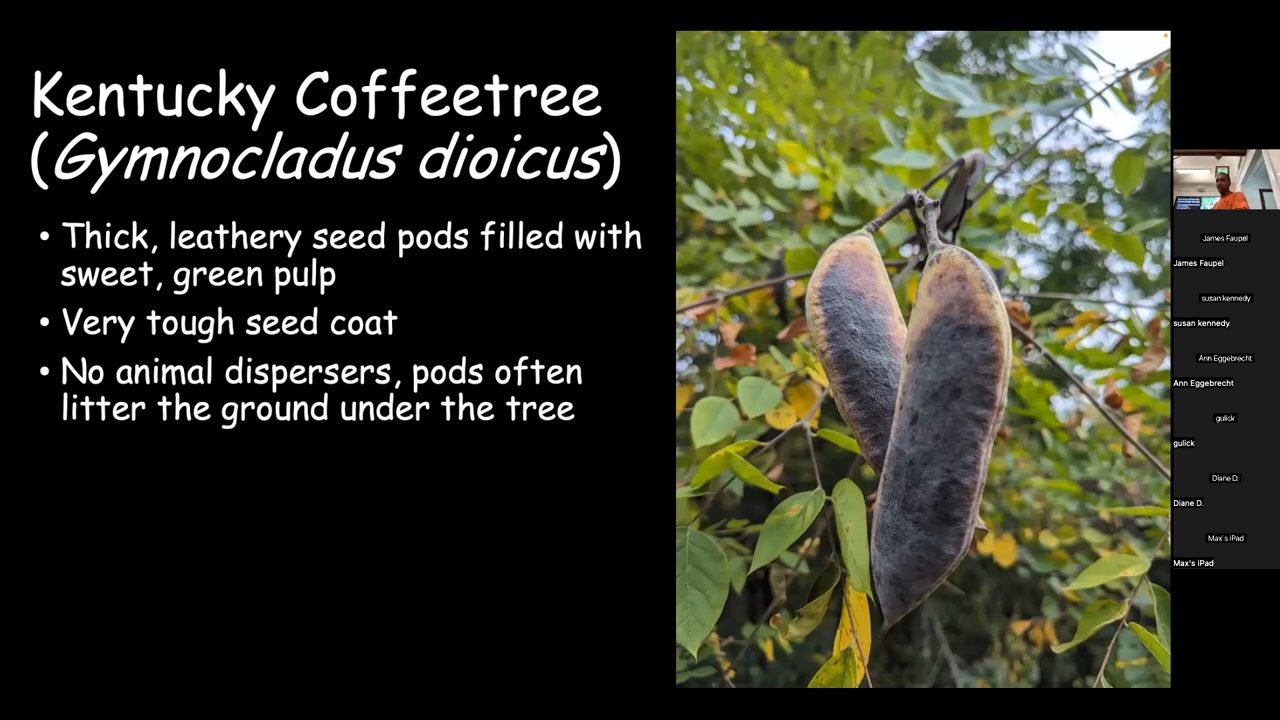 Kentucky Coffeetree
(Gymnocladus dioicus)
• Thick, leathery seed pods filled with
sweet, green pulp
• Very tough seed coat
• No animal dispersers, pods often
litter the ground under the tree
James Faupel
James Faupel
susan kennedy
susan kennedy
Ann Eggebrecht
Ann Eggebrecht
gulick
gulick
Diane D.
Diane D.
Max's iPad
Max's iPad